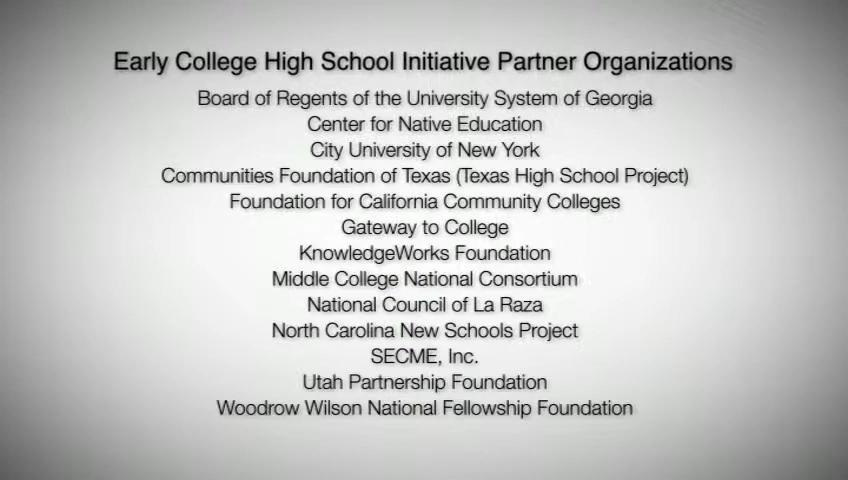 Early College High School Initiative Partner Organizations
Board of Regents of the University System of Georgia
Center for Native Education
City University of New York
Communities Foundation of Texas (Texas High School Project)
Foundation for California Community Colleges
Gateway to College
KnowledgeWorks Foundation
Middle College National Consortium
National Council of La Raza
North Carolina New Schools Project
SECME, Inc.
Utah Partnership Foundation
Woodrow Wilson National Fellowship Foundation